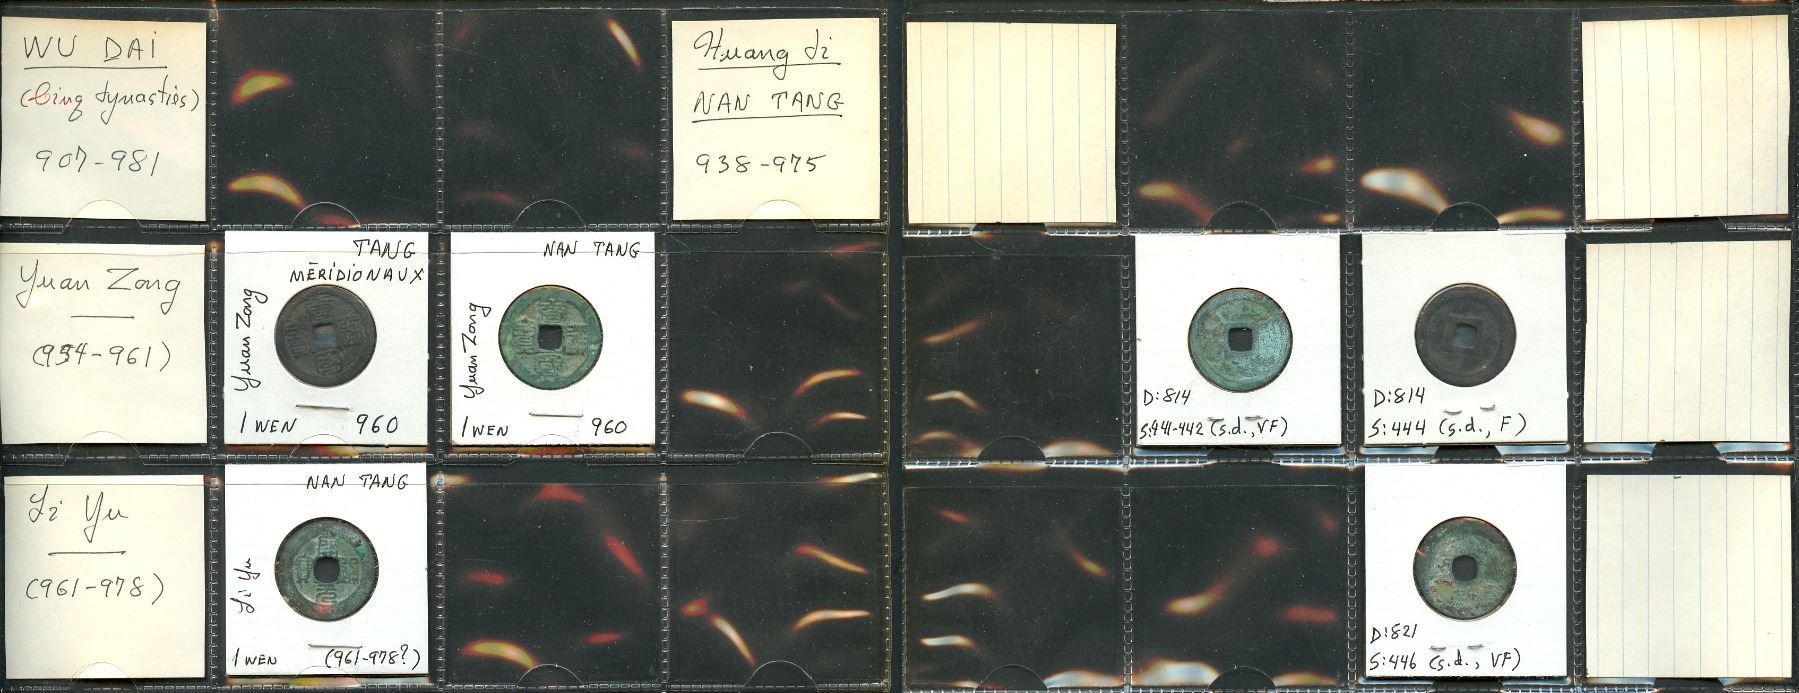 WU DAI
(Cinq dynasties)
907-981
Huang Di
NAN TANG
938-975
Yuan Zong
(954-961)
TANG
MÉRIDIONAUX
Yuan Zong
1 WEN 960
NAN TANG
Yuan Zong
1 WEN 960
Li Yu
(961-978)
NAN TANG
Li Yu
1 WEN (961-978?)
D:814
S:441-442 (s.d., VF)
D:814
S:444 (s.d., F)
D:821
S:446 (s.d., VF)